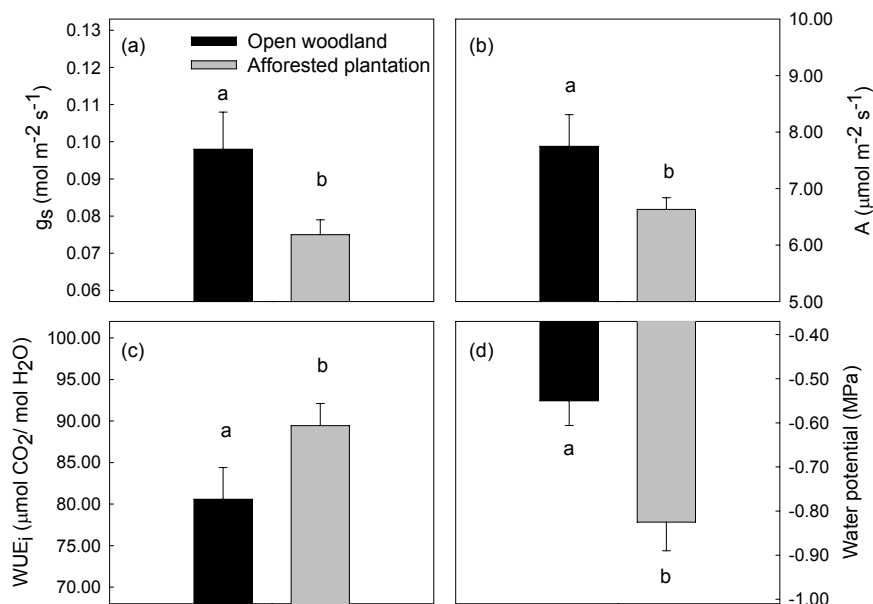 (a)
Open woodland
Afforested plantation
a
b
0.13
0.12
0.11
0.10
0.09
0.08
0.07
0.06
gs (mol m-2 s-1)
(b)
a
b
10.00
9.00
8.00
7.00
6.00
5.00
A (μmol m-2 s-1)
(c)
a
b
100.00
95.00
90.00
85.00
80.00
75.00
70.00
WUEi (μmol CO2/ mol H2O)
(d)
a
b
-0.40
-0.50
-0.60
-0.70
-0.80
-0.90
-1.00
Water potential (MPa)